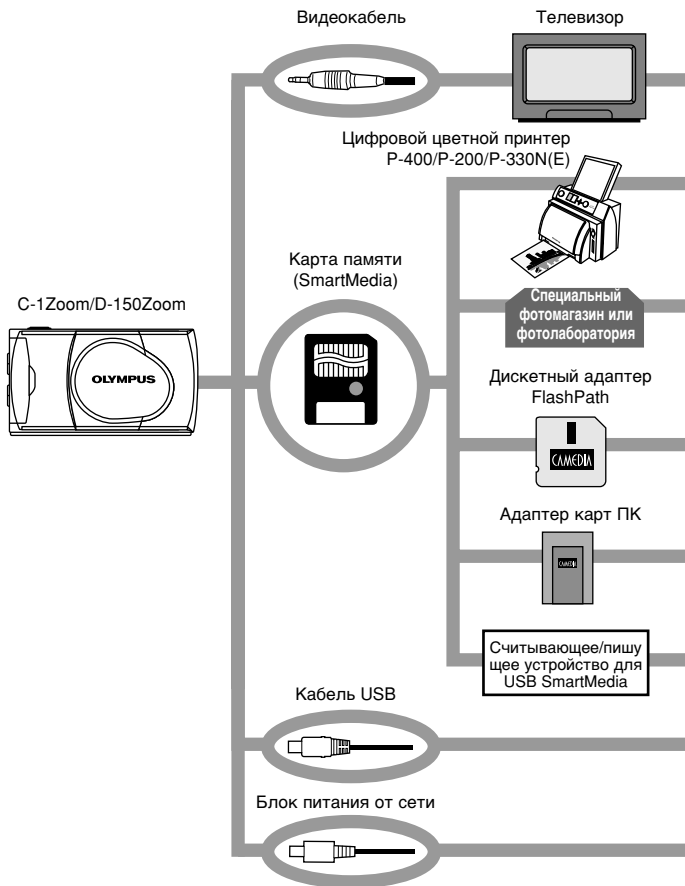 Видеокабель
Телевизор
Цифровой цветной принтер
P-400/P-200/P-330N(E)
Карта памяти
(SmartMedia)
C-1Zoom/D-150Zoom
OLYMPUS
Специальный
фотомагазин или
фотолаборатория
Дискетный адаптер
FlashPath
CAMEDIA
Адаптер карт ПК
CAMEDIA
Считывающее/пишу
щее устройство для
USB SmartMedia
Кабель USB
Блок питания от сети